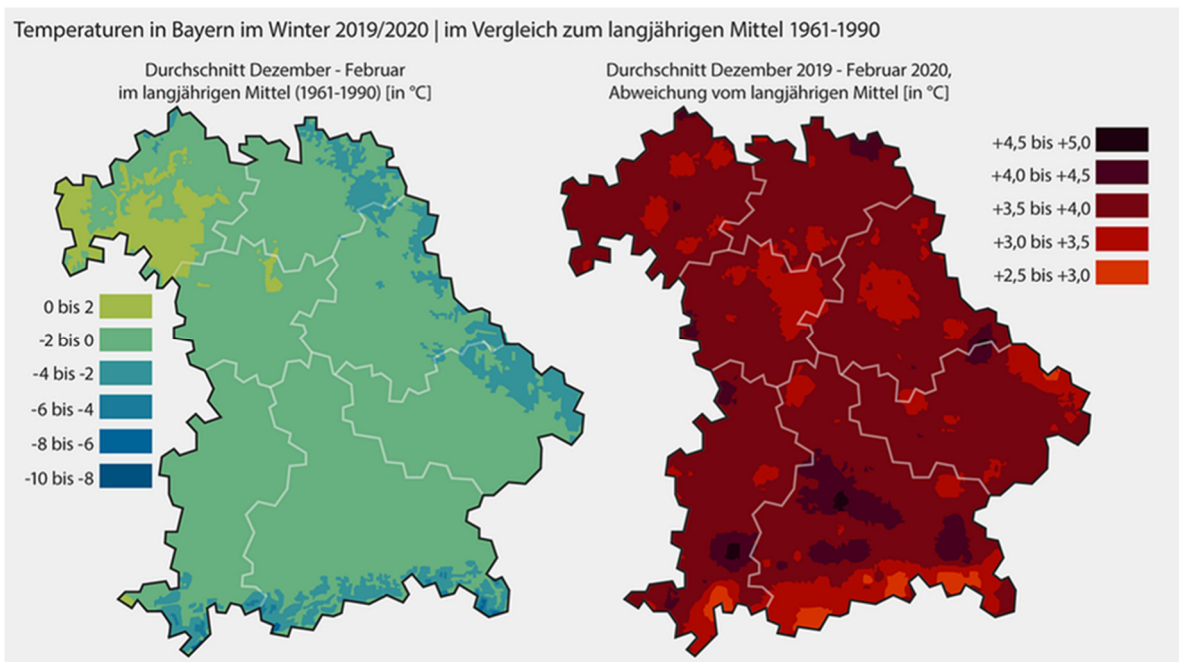 Temperaturen in Bayern im Winter 2019/2020 | im Vergleich zum langjährigen Mittel 1961-1990
Durchschnitt Dezember - Februar
im langjährigen Mittel (1961-1990) [in °C]
0 bis 2
-2 bis 0
-4 bis -2
-6 bis -4
-8 bis -6
-10 bis -8
Durchschnitt Dezember 2019 - Februar 2020,
Abweichung vom langjährigen Mittel [in °C]
+4,5 bis +5,0
+4,0 bis +4,5
+3,5 bis +4,0
+3,0 bis +3,5
+2,5 bis +3,0